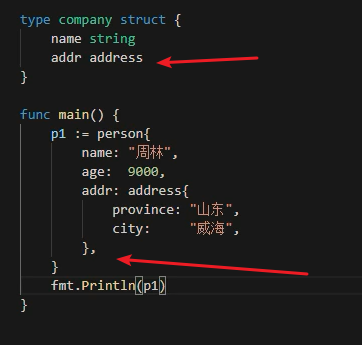 type company struct {
    name string
    addr address
}
func main() {
    p1 := person{
        name: "周林",
        age:  9000,
        addr: address{
            province: "山东",
            city:     "威海",
        },
    }
    fmt.Println(p1)
}